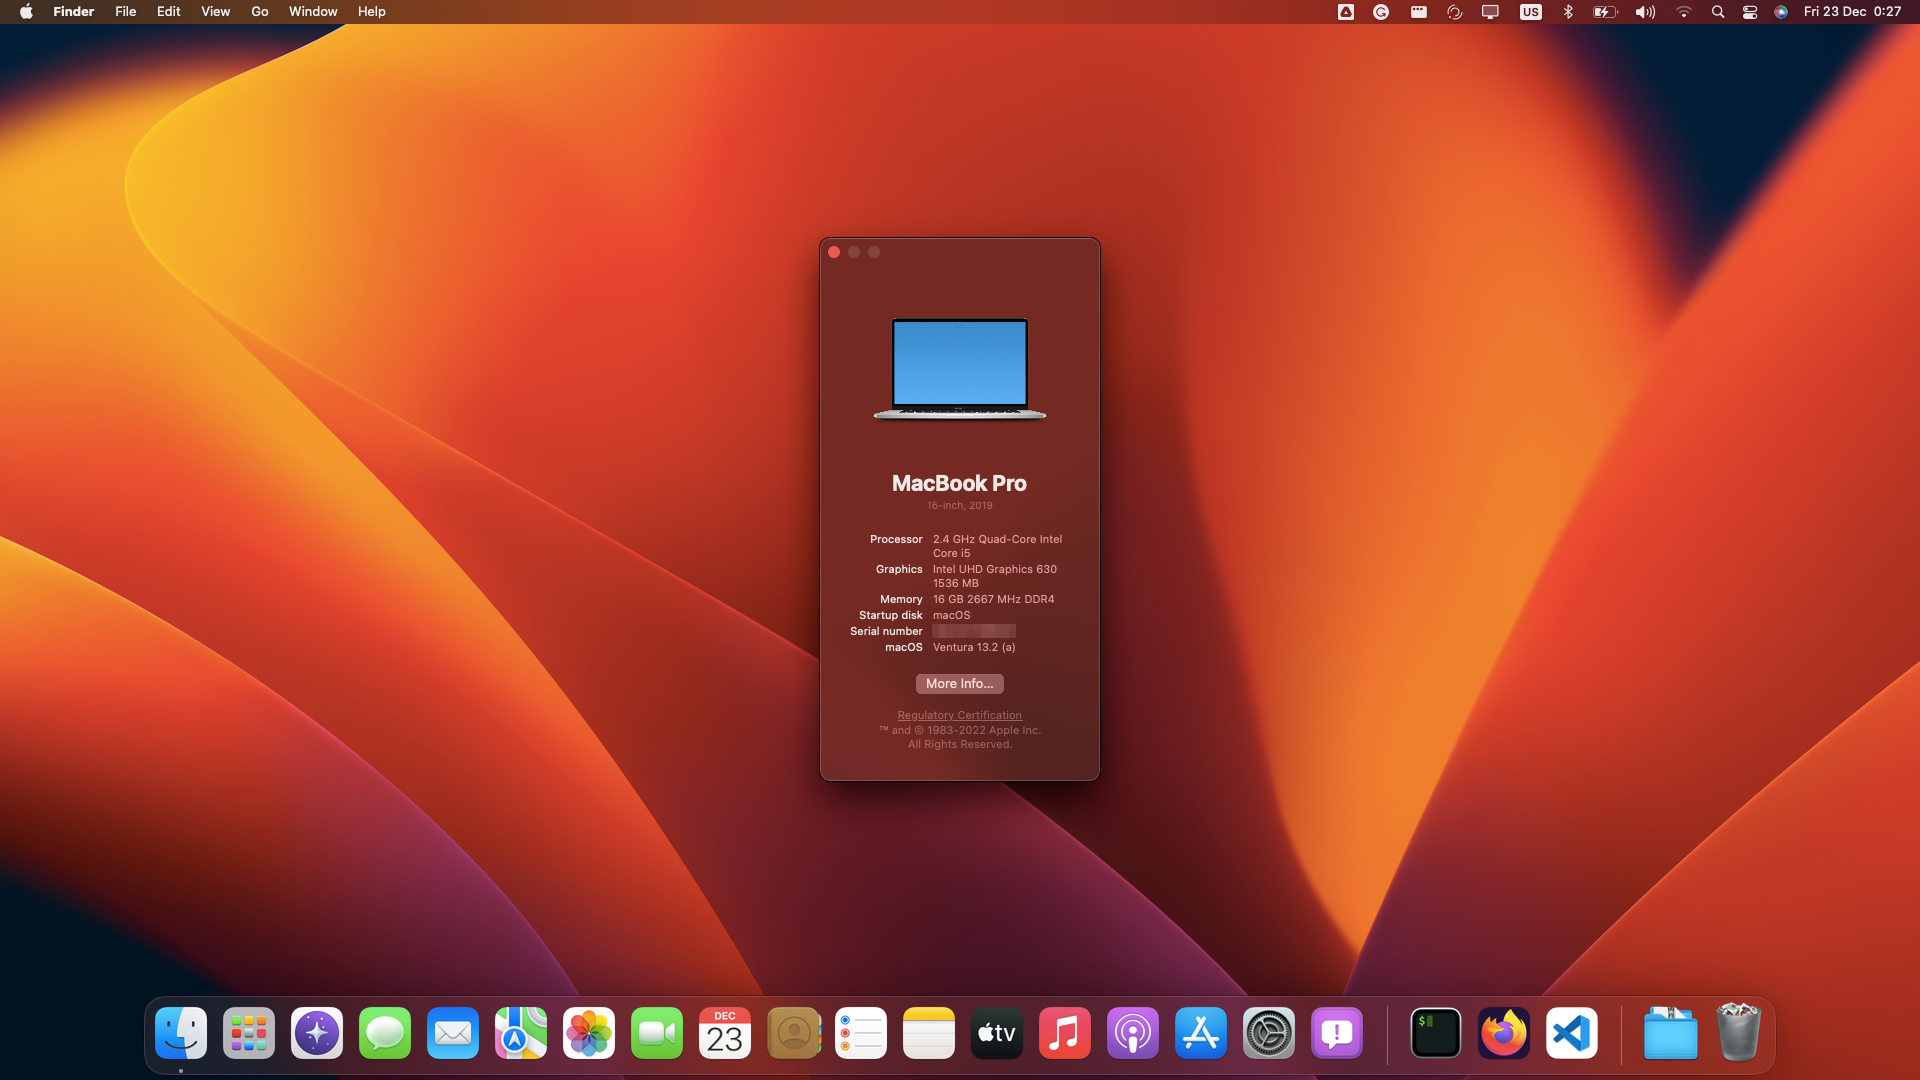 Finder File Edit View Go Window Help
US Fri 23 Dec 0:27
MacBook Pro
16-inch, 2019
Processor 2.4 GHz Quad-Core Intel
Core i5
Graphics Intel UHD Graphics 630
1536 MB
Memory 16 GB 2667 MHz DDR4
Startup disk macOS
Serial number
macOS Ventura 13.2 (a)
More Info...
Regulatory Certification
™ and © 1983-2022 Apple Inc.
All Rights Reserved.
DEC
23
tv
$